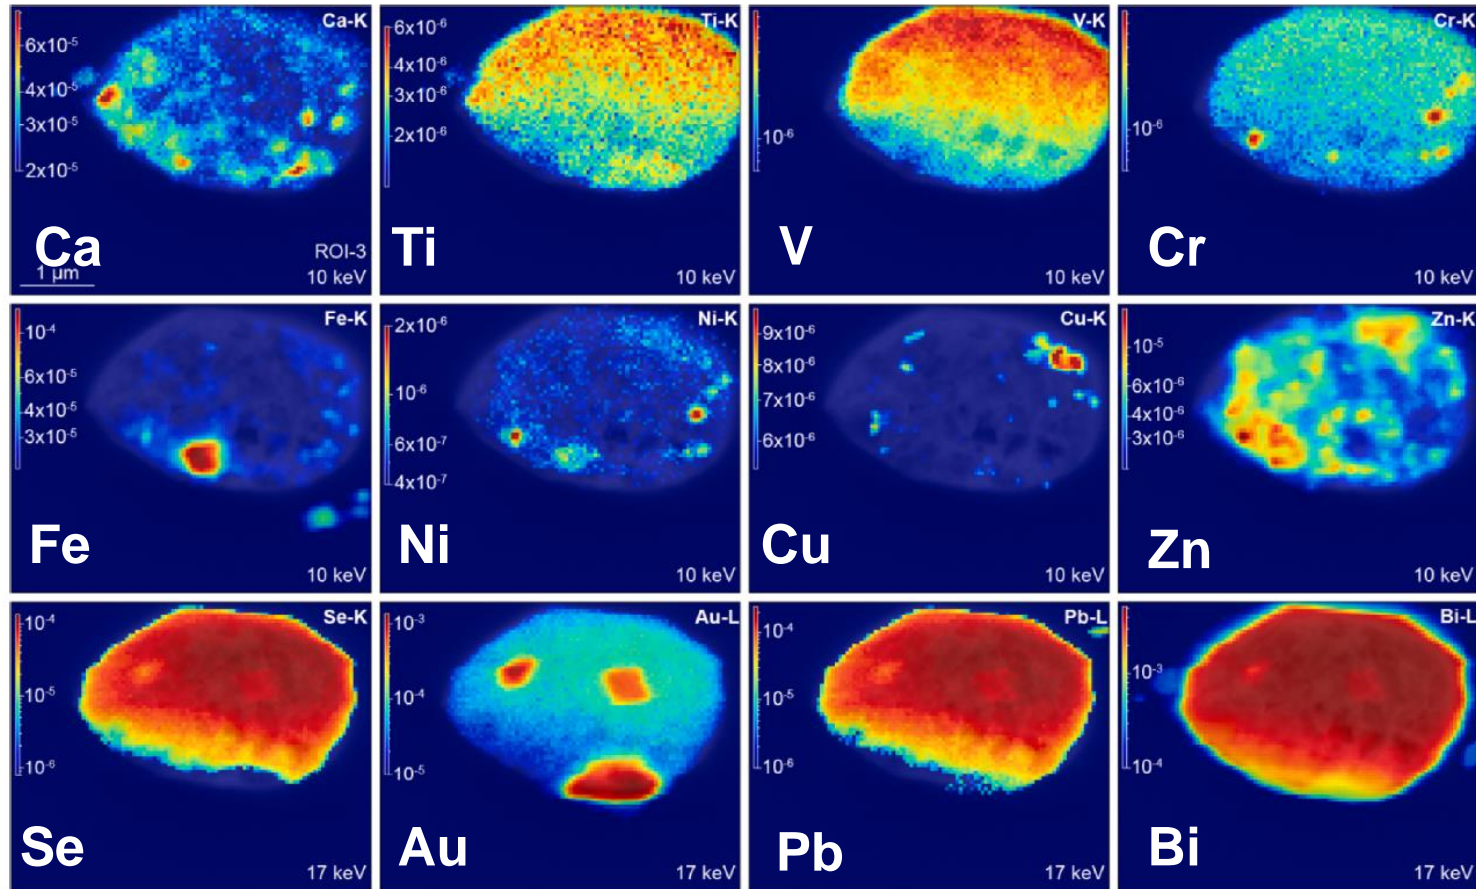 Ca-K
6x10⁻⁵
4x10⁻⁵
3x10⁻⁵
2x10⁻⁵
Ca
ROI-3
1 µm
10 keV
Ti-K
6x10⁻⁶
4x10⁻⁶
3x10⁻⁶
2x10⁻⁶
Ti
10 keV
V-K
10⁻⁶
V
10 keV
Cr-K
10⁻⁶
Cr
10 keV
Fe-K
10⁻⁴
6x10⁻⁵
4x10⁻⁵
3x10⁻⁵
Fe
10 keV
Ni-K
2x10⁻⁶
10⁻⁶
6x10⁻⁷
4x10⁻⁷
Ni
10 keV
Cu-K
9x10⁻⁶
8x10⁻⁶
7x10⁻⁶
6x10⁻⁶
Cu
10 keV
Zn-K
10⁻⁵
6x10⁻⁶
4x10⁻⁶
3x10⁻⁶
Zn
10 keV
Se-K
10⁻⁴
10⁻⁵
10⁻⁶
Se
17 keV
Au-L
10⁻³
10⁻⁴
10⁻⁵
Au
17 keV
Pb-L
10⁻⁴
10⁻⁵
10⁻⁶
Pb
17 keV
Bi-L
10⁻³
10⁻⁴
Bi
17 keV